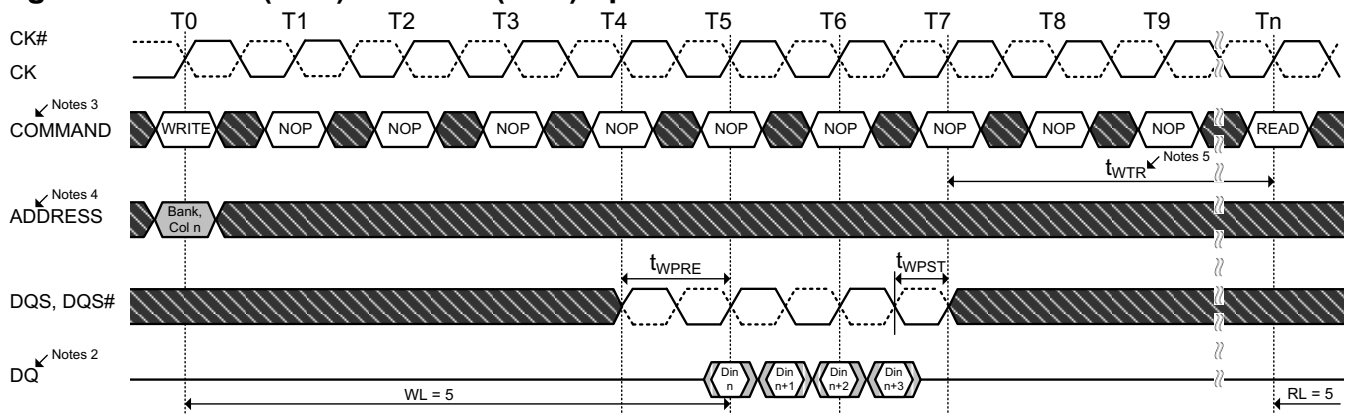 T0 T1 T2 T3 T4 T5 T6 T7 T8 T9 Tn
CK#
CK
Notes 3
COMMAND WRITE NOP NOP NOP NOP NOP NOP NOP NOP NOP READ
tWTR Notes 5
Notes 4
ADDRESS Bank,
Col n
tWPRE tWPST
DQS, DQS#
Notes 2
DQ Din Din Din Din
n n+1 n+2 n+3
WL = 5 RL = 5